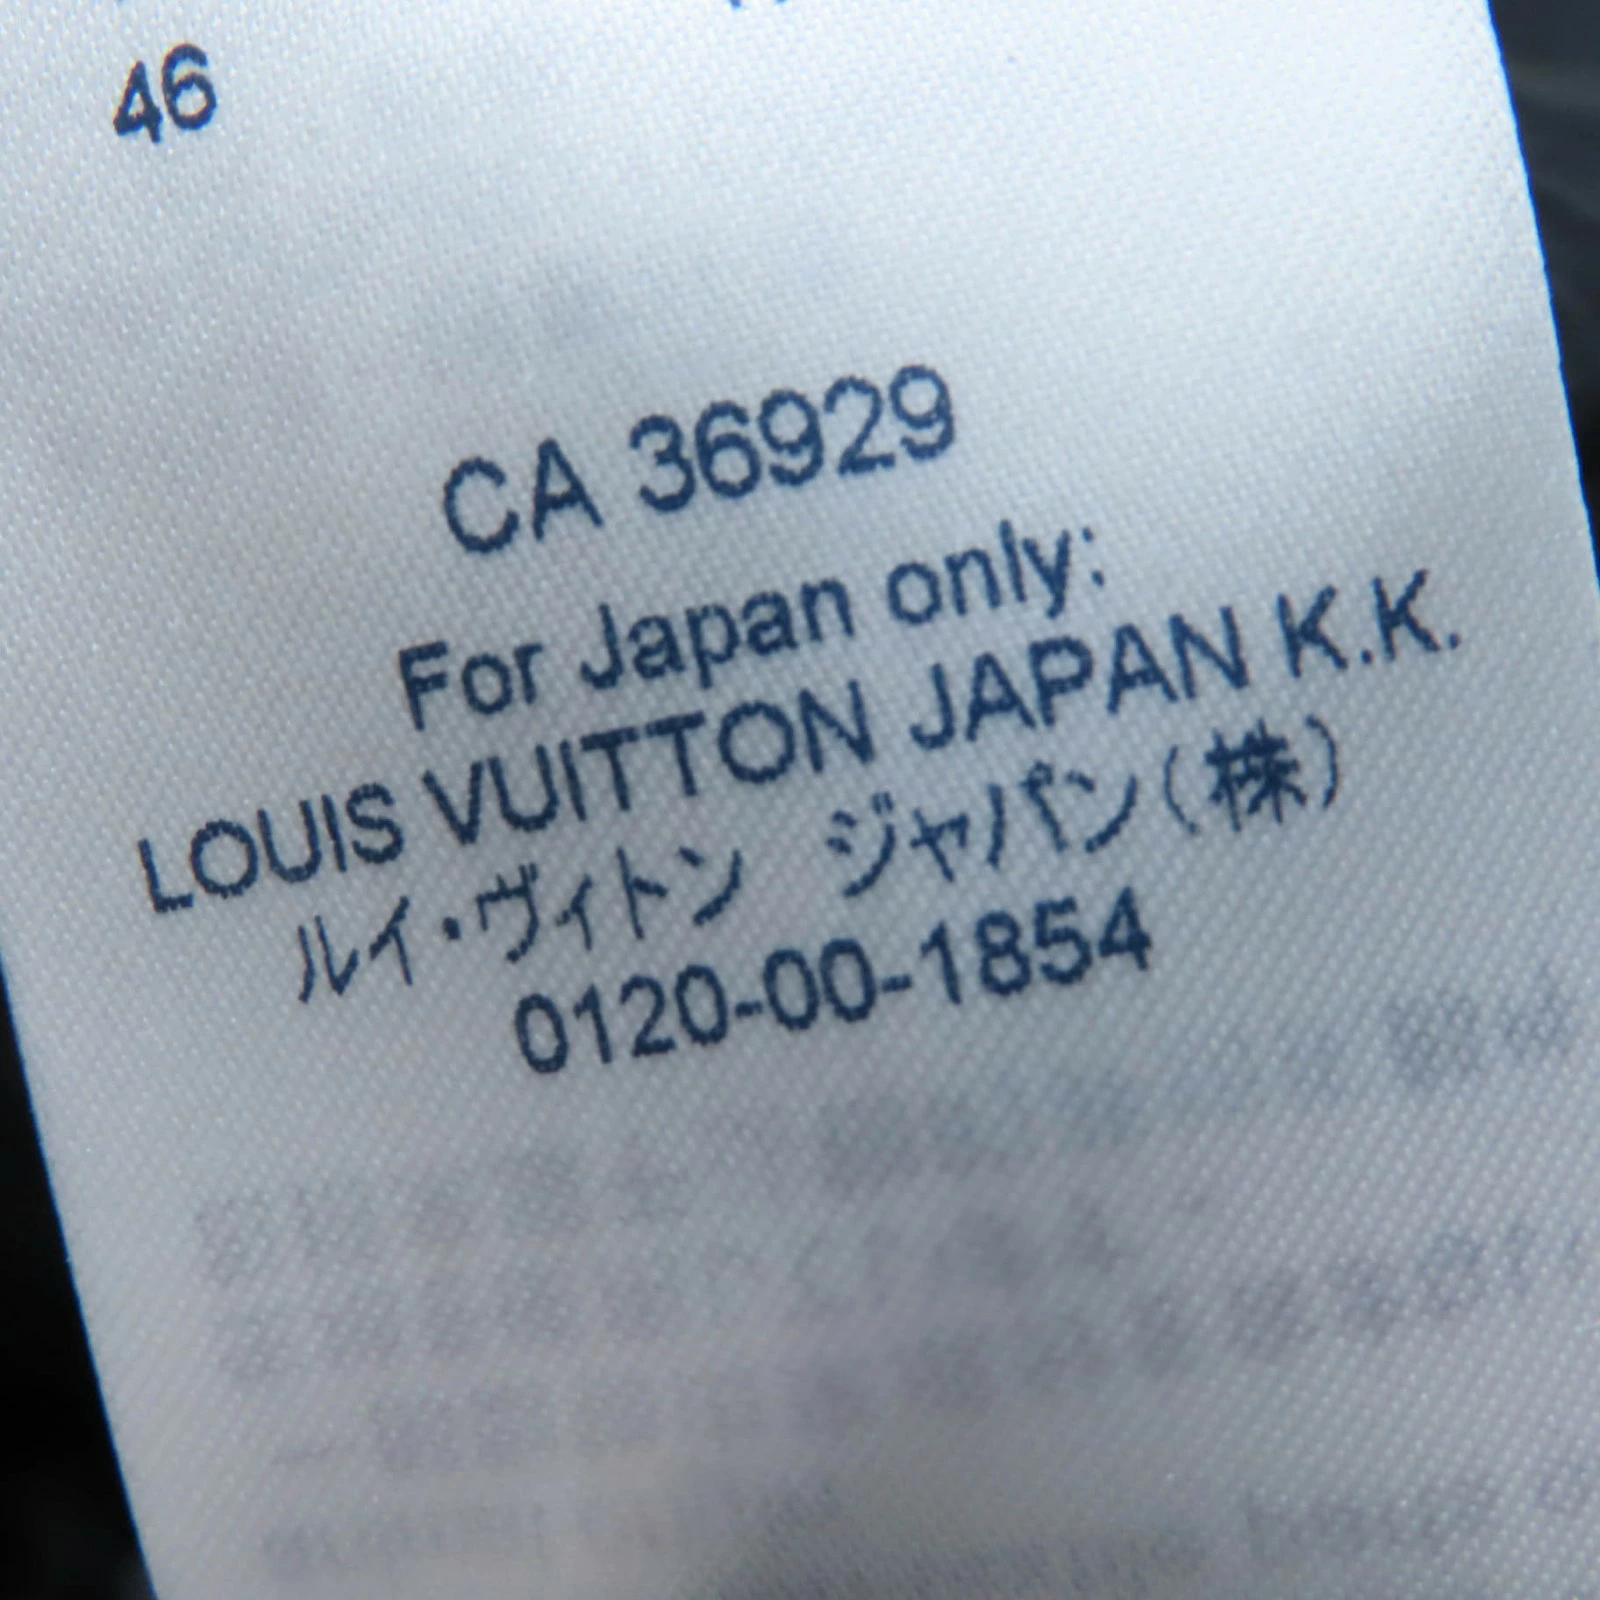 46
CA 36929
For Japan only:
LOUIS VUITTON JAPAN K.K.
ルイ・ヴィトン ジャパン(株)
0120-00-1854